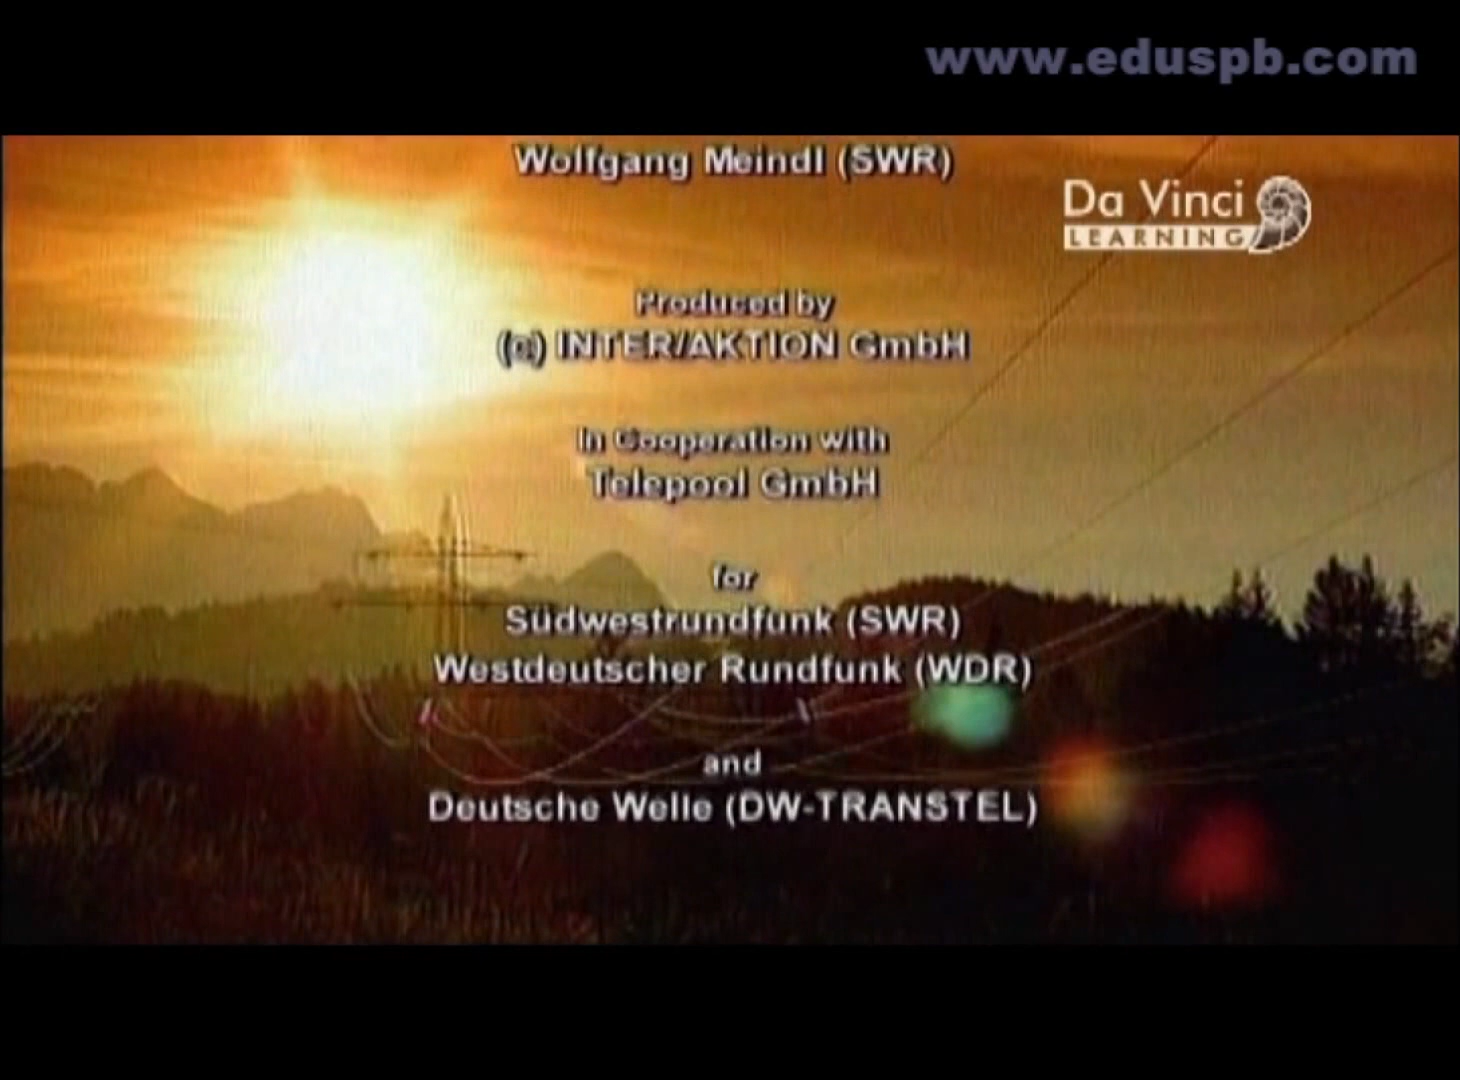 www.eduspb.com
Wolfgang Meindl (SWR)
Da Vinci
LEARNING
Produced by
(c) INTER/AKTION GmbH
In Cooperation with
Telepool GmbH
for
Südwestrundfunk (SWR)
Westdeutscher Rundfunk (WDR)
and
Deutsche Welle (DW-TRANSTEL)